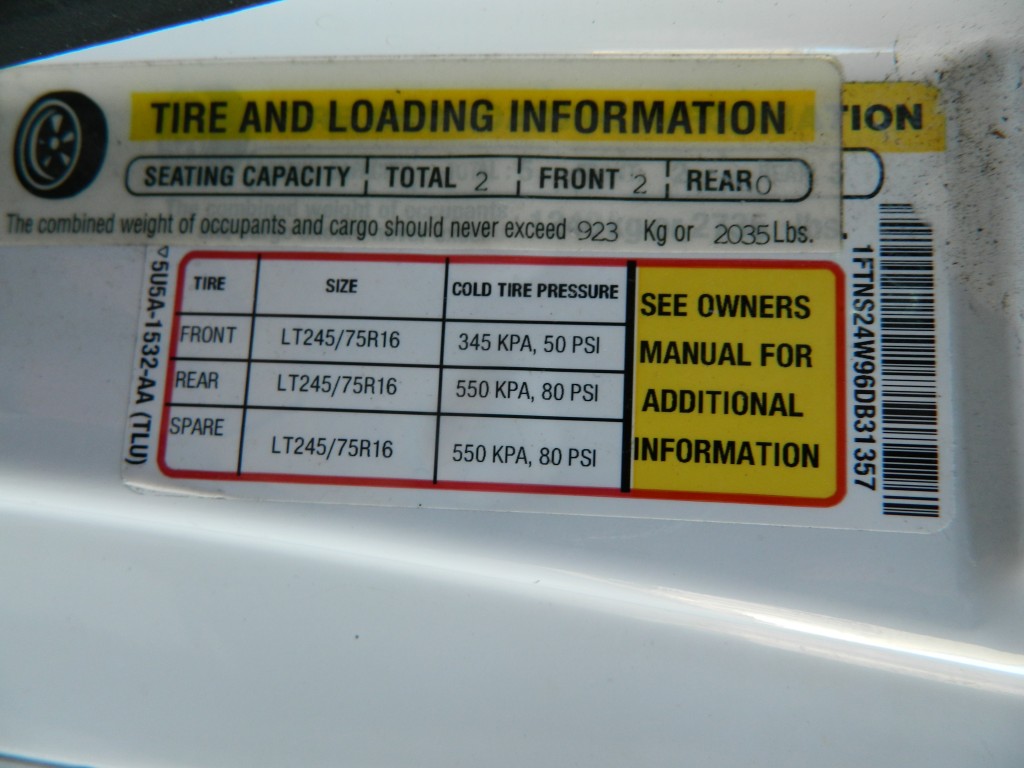 TIRE AND LOADING INFORMATION
TION
SEATING CAPACITY TOTAL 2 FRONT 2 REAR 0
The combined weight of occupants and cargo should never exceed 923 Kg or 2035 Lbs.
TIRE SIZE COLD TIRE PRESSURE
FRONT LT245/75R16 345 KPA, 50 PSI
REAR LT245/75R16 550 KPA, 80 PSI
SPARE LT245/75R16 550 KPA, 80 PSI
SEE OWNERS
MANUAL FOR
ADDITIONAL
INFORMATION
5U5A-1532-AA (TLU)
1FTNS24W96DB31357